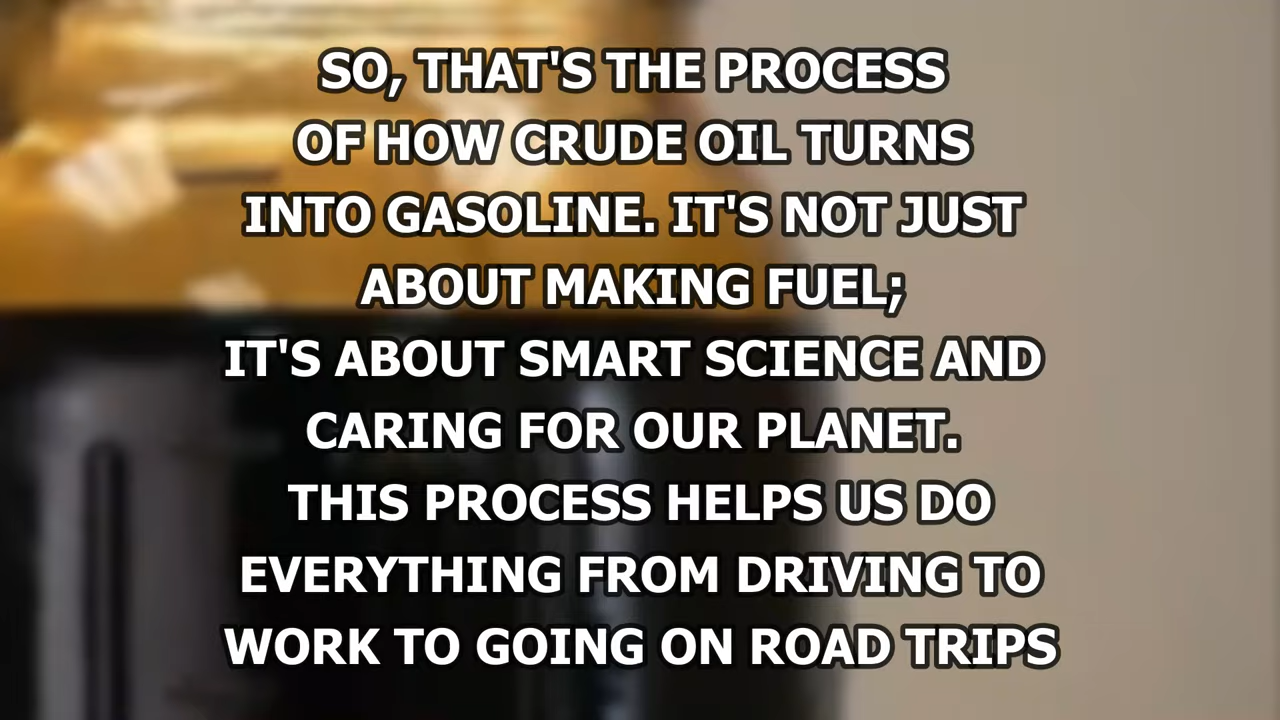 SO, THAT'S THE PROCESS
OF HOW CRUDE OIL TURNS
INTO GASOLINE. IT'S NOT JUST
ABOUT MAKING FUEL;
IT'S ABOUT SMART SCIENCE AND
CARING FOR OUR PLANET.
THIS PROCESS HELPS US DO
EVERYTHING FROM DRIVING TO
WORK TO GOING ON ROAD TRIPS